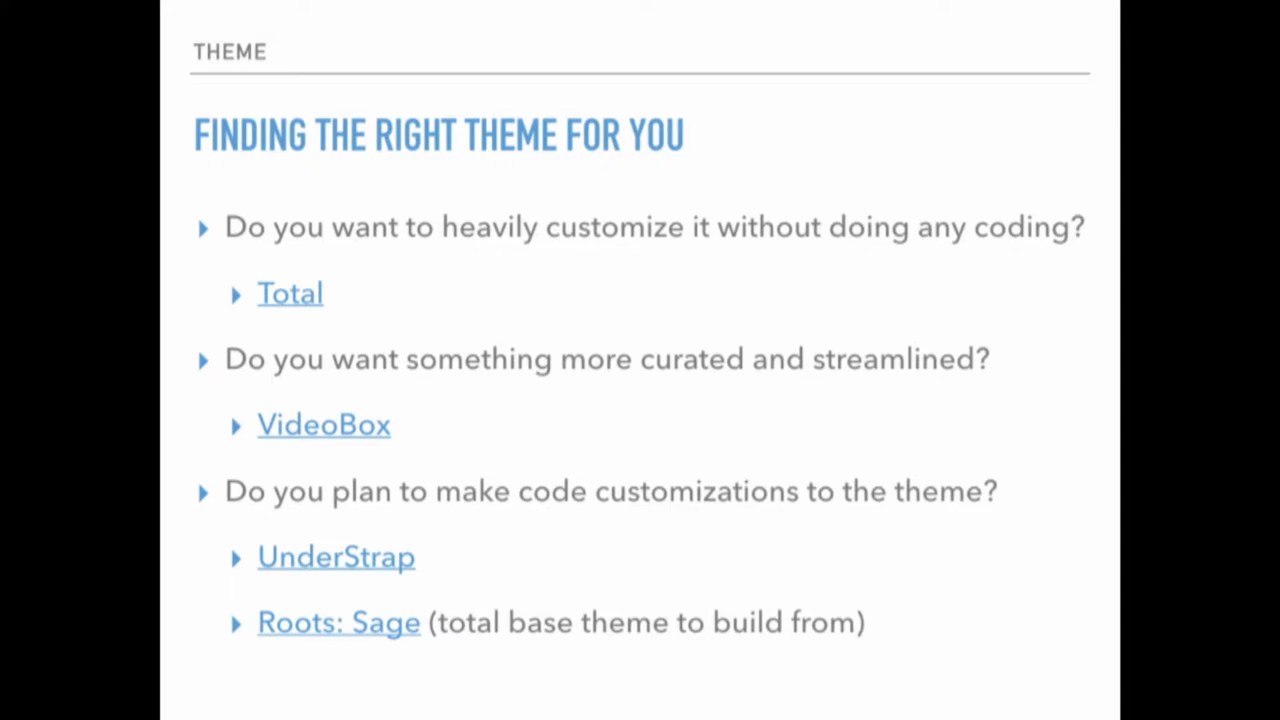 THEME
FINDING THE RIGHT THEME FOR YOU
Do you want to heavily customize it without doing any coding?
Total
Do you want something more curated and streamlined?
VideoBox
Do you plan to make code customizations to the theme?
UnderStrap
Roots: Sage (total base theme to build from)